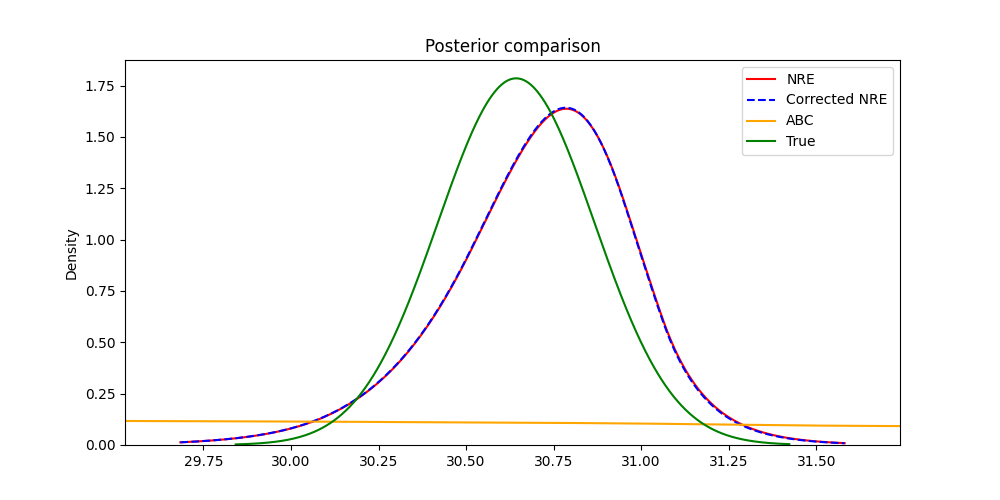 Posterior comparison
NRE
Corrected NRE
ABC
True
Density
1.75
1.50
1.25
1.00
0.75
0.50
0.25
0.00
29.75 30.00 30.25 30.50 30.75 31.00 31.25 31.50